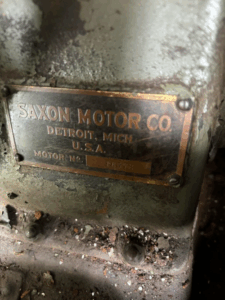 SAXON MOTOR CO
DETROIT, MICH
U.S.A.
MOTOR No.